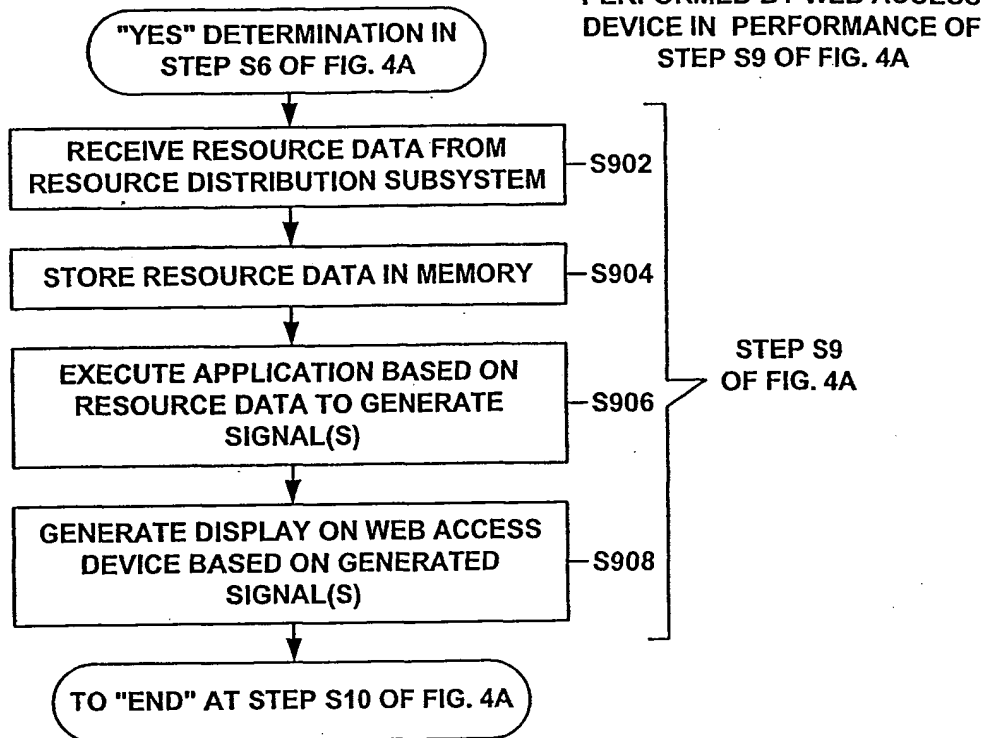 PERFORMED BY WEB ACCESS
DEVICE IN PERFORMANCE OF
STEP S9 OF FIG. 4A
"YES" DETERMINATION IN
STEP S6 OF FIG. 4A
RECEIVE RESOURCE DATA FROM
RESOURCE DISTRIBUTION SUBSYSTEM
S902
STORE RESOURCE DATA IN MEMORY
S904
EXECUTE APPLICATION BASED ON
RESOURCE DATA TO GENERATE
SIGNAL(S)
S906
STEP S9
OF FIG. 4A
GENERATE DISPLAY ON WEB ACCESS
DEVICE BASED ON GENERATED
SIGNAL(S)
S908
TO "END" AT STEP S10 OF FIG. 4A